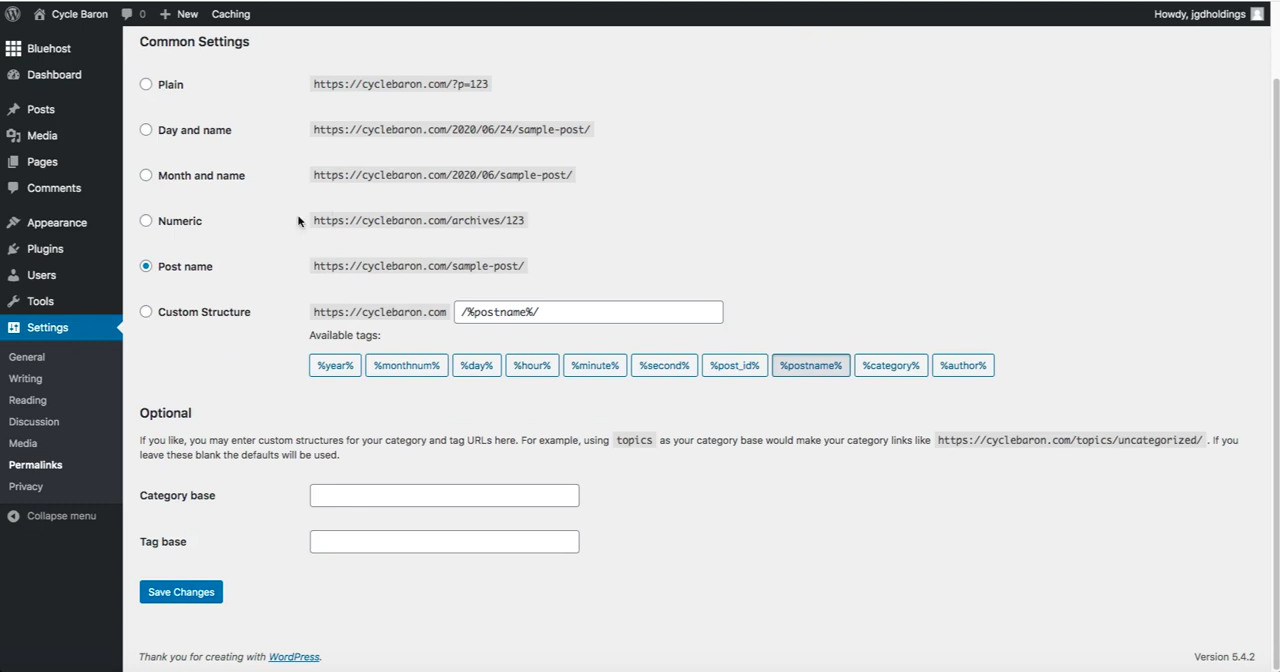 Cycle Baron 0 New Caching Howdy, jgdholdings
Bluehost
Dashboard
Posts
Media
Pages
Comments
Appearance
Plugins
Users
Tools
Settings
General
Writing
Reading
Discussion
Media
Permalinks
Privacy
Collapse menu
Common Settings
Plain https://cyclebaron.com/?p=123
Day and name https://cyclebaron.com/2020/06/24/sample-post/
Month and name https://cyclebaron.com/2020/06/sample-post/
Numeric https://cyclebaron.com/archives/123
Post name https://cyclebaron.com/sample-post/
Custom Structure https://cyclebaron.com /%postname%/
Available tags:
%year% %monthnum% %day% %hour% %minute% %second% %post_id% %postname% %category% %author%
Optional
If you like, you may enter custom structures for your category and tag URLs here. For example, using topics as your category base would make your category links like https://cyclebaron.com/topics/uncategorized/ . If you
leave these blank the defaults will be used.
Category base
Tag base
Save Changes
Thank you for creating with WordPress. Version 5.4.2